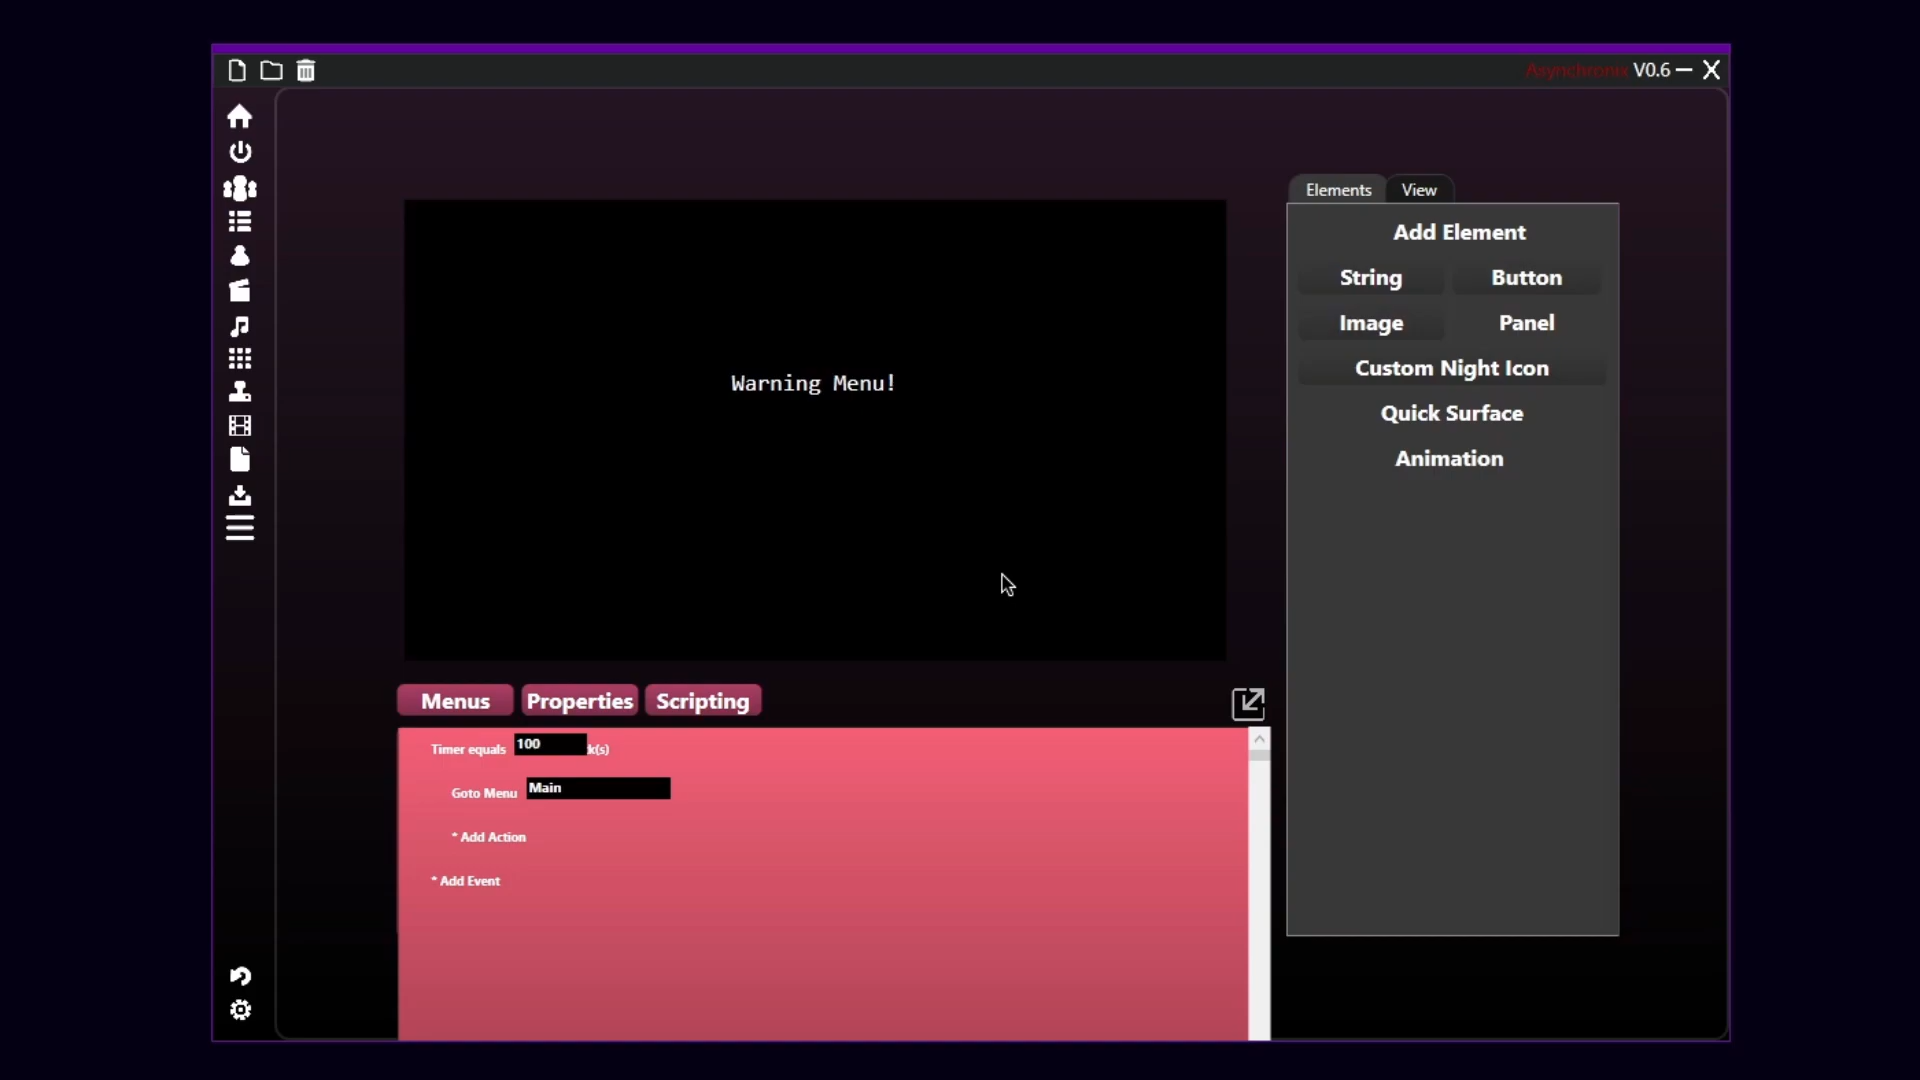 Asynchronix V0.6
Elements View
Add Element
String Button
Image Panel
Custom Night Icon
Quick Surface
Animation
Warning Menu!
Menus Properties Scripting
Timer equals 100 k(s)
Goto Menu Main
* Add Action
* Add Event